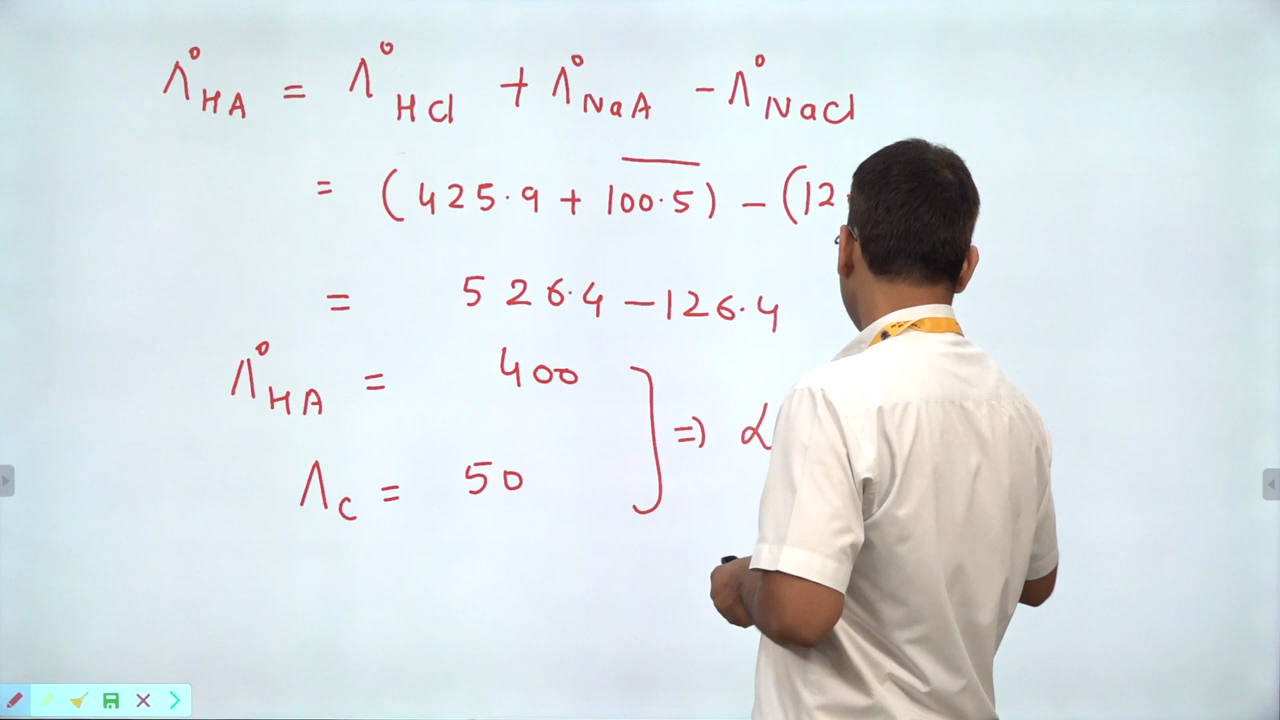 Λ°HA = Λ°HCl + Λ°NaA - Λ°NaCl
= (425.9 + 100.5) - (12
= 526.4 - 126.4
Λ°HA = 400
Λc = 50
] => α